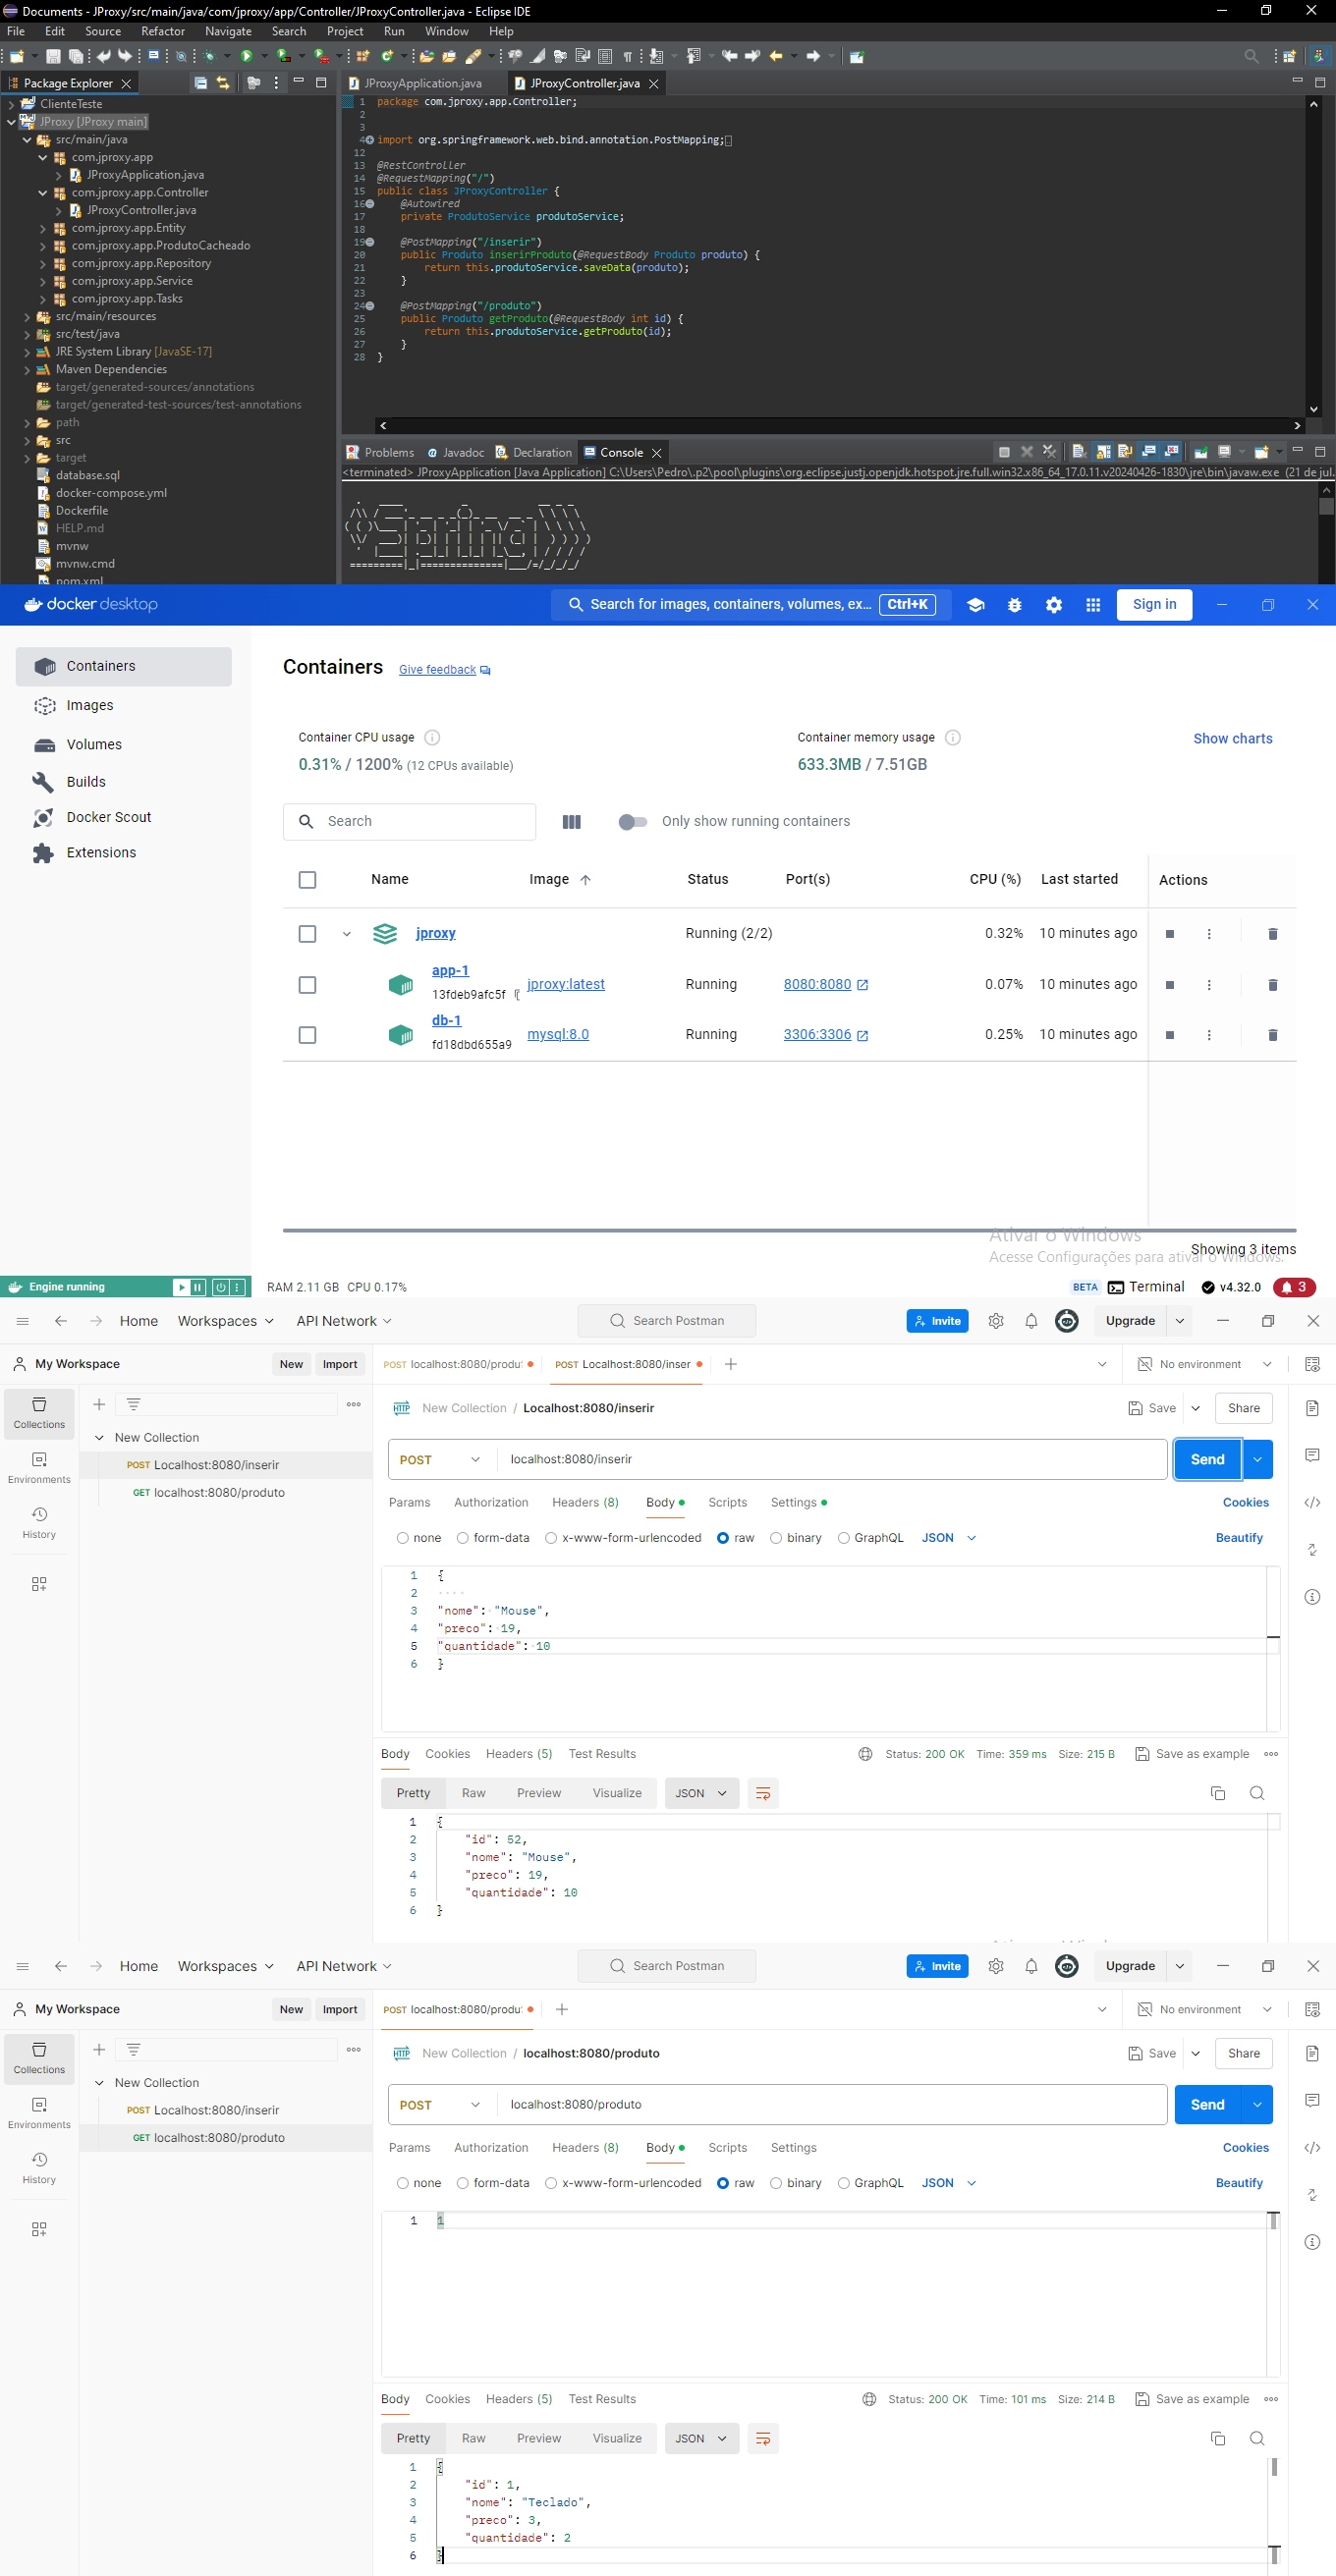 Documents - JProxy/src/main/java/com/jproxy/app/Controller/JProxyController.java - Eclipse IDE
File Edit Source Refactor Navigate Search Project Run Window Help
Package Explorer
ClienteTeste
JProxy [JProxy main]
src/main/java
com.jproxy.app
JProxyApplication.java
com.jproxy.app.Controller
JProxyController.java
com.jproxy.app.Entity
com.jproxy.app.ProdutoCacheado
com.jproxy.app.Repository
com.jproxy.app.Service
com.jproxy.app.Tasks
src/main/resources
src/test/java
JRE System Library [JavaSE-17]
Maven Dependencies
target/generated-sources/annotations
target/generated-test-sources/test-annotations
path
src
target
database.sql
docker-compose.yml
Dockerfile
HELP.md
mvnw
mvnw.cmd
pom.xml
JProxyApplication.java JProxyController.java
1 package com.jproxy.app.Controller;
2
3
4 import org.springframework.web.bind.annotation.PostMapping;
12
13 @RestController
14 @RequestMapping("/")
15 public class JProxyController {
16 @Autowired
17 private ProdutoService produtoService;
18
19 @PostMapping("/inserir")
20 public Produto inserirProduto(@RequestBody Produto produto) {
21 return this.produtoService.saveData(produto);
22 }
23
24 @PostMapping("/produto")
25 public Produto getProduto(@RequestBody int id) {
26 return this.produtoService.getProduto(id);
27 }
28 }
Problems Javadoc Declaration Console
<terminated> JProxyApplication [Java Application] C:\Users\Pedro\.p2\pool\plugins\org.eclipse.justj.openjdk.hotspot.jre.full.win32.x86_64_17.0.11.v20240426-1830\jre\bin\javaw.exe (21 de jul.
docker desktop Search for images, containers, volumes, ex... Ctrl+K Sign in
Containers
Images
Volumes
Builds
Docker Scout
Extensions
Containers Give feedback
Container CPU usage Container memory usage Show charts
0.31% / 1200% (12 CPUs available) 633.3MB / 7.51GB
Search Only show running containers
Name Image Status Port(s) CPU (%) Last started Actions
jproxy Running (2/2) 0.32% 10 minutes ago
app-1
13fdeb9afc5f jproxy:latest Running 8080:8080 0.07% 10 minutes ago
db-1
fd18dbd655a9 mysql:8.0 Running 3306:3306 0.25% 10 minutes ago
Ativar o Windows
Acesse Configurações para ativar o Windows.
Showing 3 items
Engine running RAM 2.11 GB CPU 0.17% BETA Terminal v4.32.0 3
Home Workspaces API Network Search Postman Invite Upgrade
My Workspace New Import POST localhost:8080/produ POST Localhost:8080/inser No environment
Collections
Environments
History
New Collection
POST Localhost:8080/inserir
GET localhost:8080/produto
HTTP New Collection / Localhost:8080/inserir Save Share
POST localhost:8080/inserir Send
Params Authorization Headers (8) Body Scripts Settings Cookies
none form-data x-www-form-urlencoded raw binary GraphQL JSON Beautify
1 {
2
3 "nome": "Mouse",
4 "preco": 19,
5 "quantidade": 10
6 }
Body Cookies Headers (5) Test Results Status: 200 OK Time: 359 ms Size: 215 B Save as example
Pretty Raw Preview Visualize JSON
1 {
2 "id": 52,
3 "nome": "Mouse",
4 "preco": 19,
5 "quantidade": 10
6 }
Home Workspaces API Network Search Postman Invite Upgrade
My Workspace New Import POST localhost:8080/produ No environment
Collections
Environments
History
New Collection
POST Localhost:8080/inserir
GET localhost:8080/produto
HTTP New Collection / localhost:8080/produto Save Share
POST localhost:8080/produto Send
Params Authorization Headers (8) Body Scripts Settings Cookies
none form-data x-www-form-urlencoded raw binary GraphQL JSON Beautify
1 1
Body Cookies Headers (5) Test Results Status: 200 OK Time: 101 ms Size: 214 B Save as example
Pretty Raw Preview Visualize JSON
1 {
2 "id": 1,
3 "nome": "Teclado",
4 "preco": 3,
5 "quantidade": 2
6 }